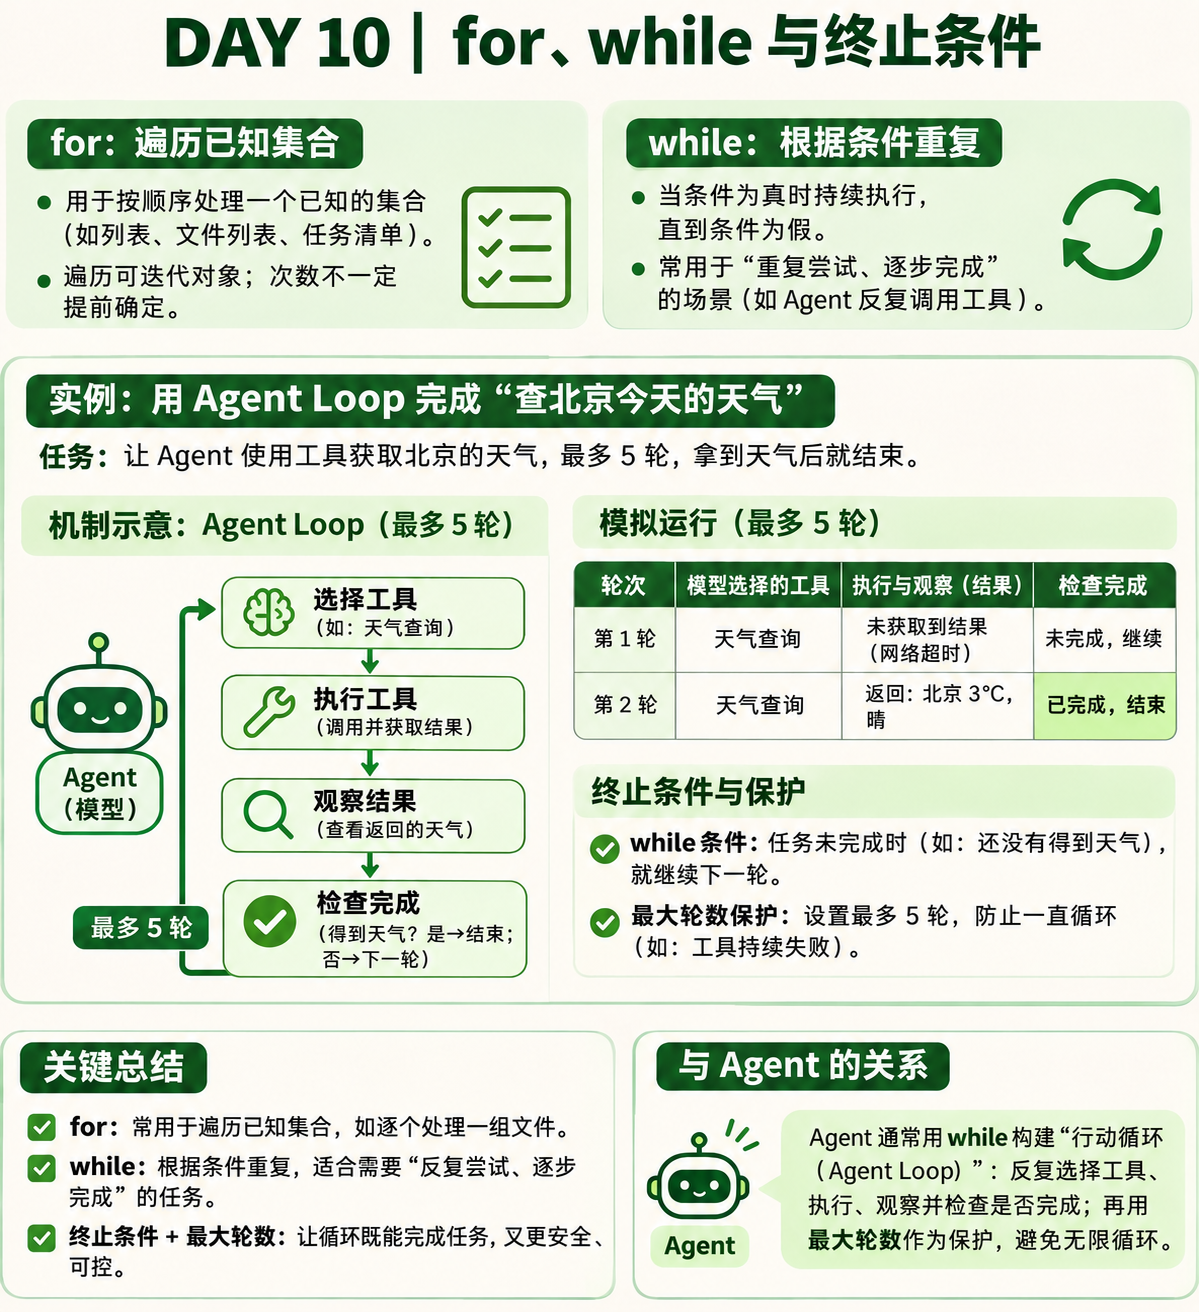 DAY 10 | for、while 与终止条件
for：遍历已知集合
用于按顺序处理一个已知的集合
（如列表、文件列表、任务清单）。
遍历可迭代对象；次数不一定
提前确定。
while：根据条件重复
当条件为真时持续执行，
直到条件为假。
常用于 “重复尝试、逐步完成”
的场景（如 Agent 反复调用工具）。
实例：用 Agent Loop 完成 “查北京今天的天气”
任务：让 Agent 使用工具获取北京的天气, 最多 5 轮，拿到天气后就结束。
机制示意：Agent Loop（最多 5 轮）
选择工具
（如：天气查询）
执行工具
（调用并获取结果）
观察结果
（查看返回的天气）
检查完成
（得到天气？是→结束；
否→下一轮）
Agent
（模型）
最多 5 轮
模拟运行（最多 5 轮）
轮次 模型选择的工具 执行与观察（结果） 检查完成
第 1 轮 天气查询 未获取到结果 未完成，继续
（网络超时）
第 2 轮 天气查询 返回：北京 3°C， 已完成，结束
晴
终止条件与保护
while 条件：任务未完成时（如：还没有得到天气），
就继续下一轮。
最大轮数保护：设置最多 5 轮，防止一直循环
（如：工具持续失败）。
关键总结
for：常用于遍历已知集合，如逐个处理一组文件。
while：根据条件重复，适合需要 “反复尝试、逐步
完成” 的任务。
终止条件 + 最大轮数：让循环既能完成任务, 又更安全、
可控。
与 Agent 的关系
Agent
Agent 通常用 while 构建 “行动循环
（Agent Loop）”：反复选择工具、
执行、观察并检查是否完成；再用
最大轮数作为保护，避免无限循环。